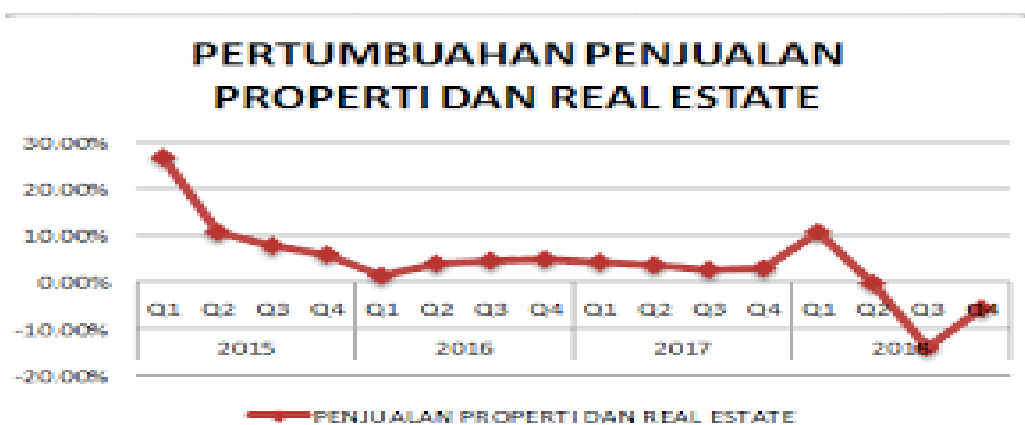 PERTUMBUAHAN PENJUALAN
PROPERTI DAN REAL ESTATE
30.00%
20.00%
10.00%
0.00%
-10.00%
-20.00%
Q1 Q2 Q3 Q4 Q1 Q2 Q3 Q4 Q1 Q2 Q3 Q4 Q1 Q2 Q3 Q4
2015 2016 2017 2018
PENJUALAN PROPERTI DAN REAL ESTATE